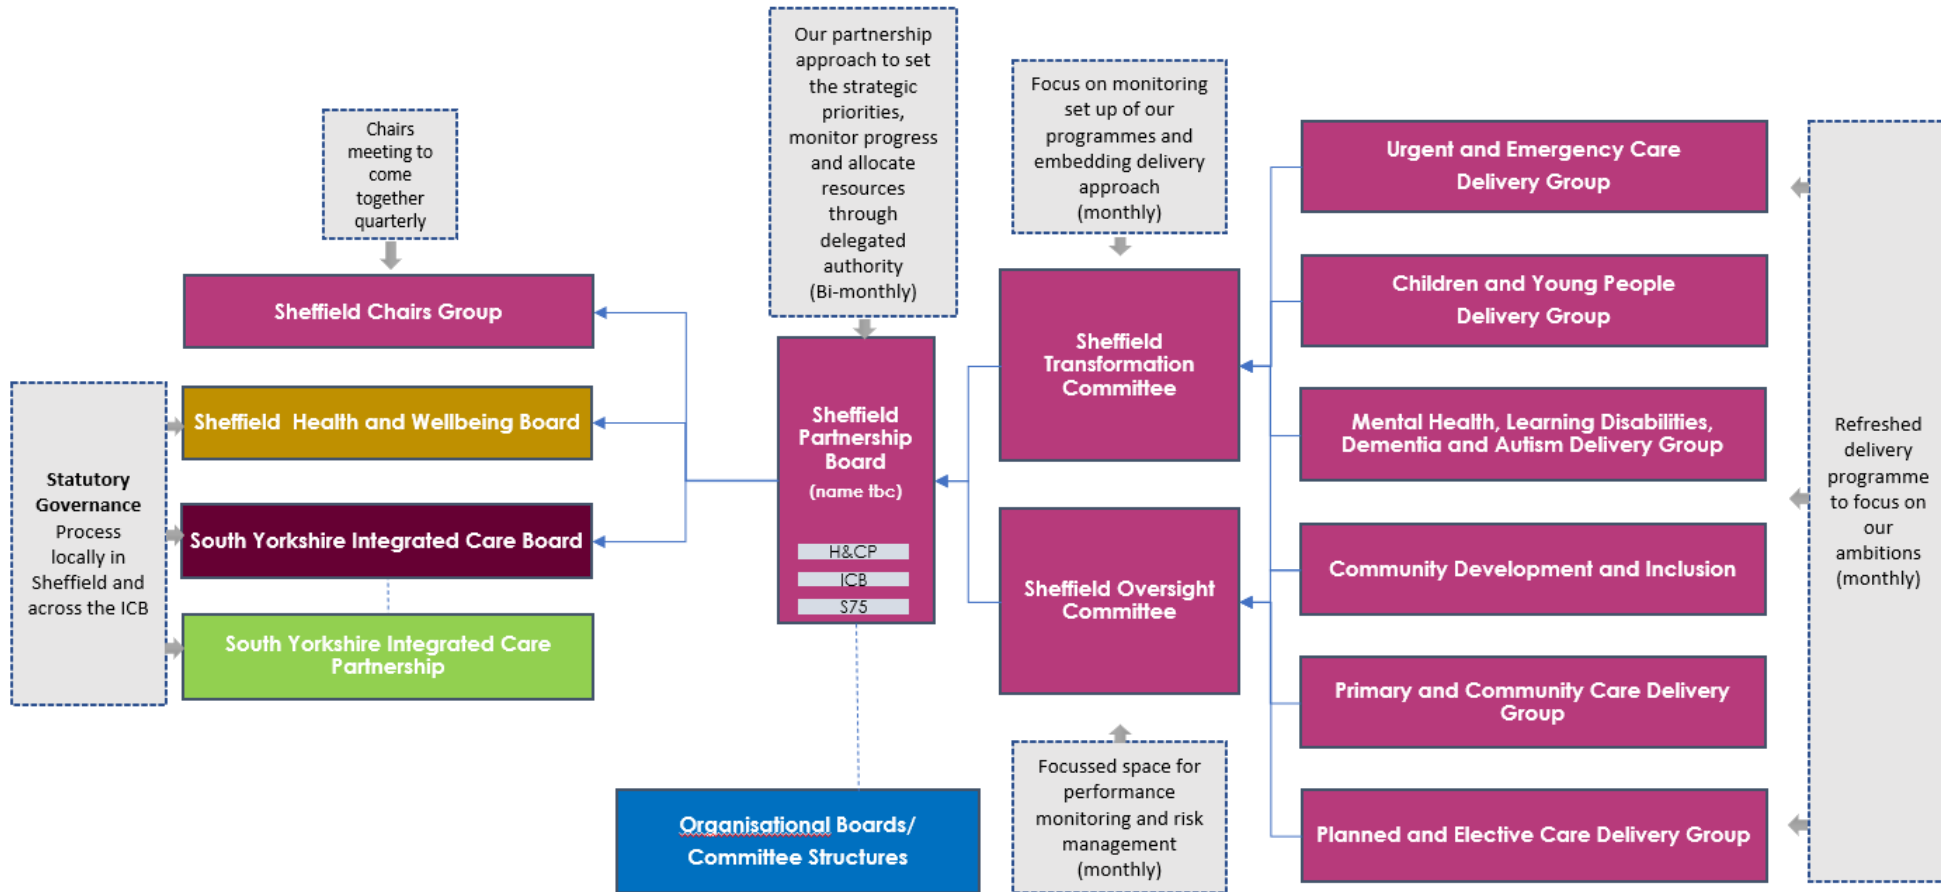 Chairs
meeting to
come
together
quarterly
Sheffield Chairs Group
Statutory
Governance
Process
locally in
Sheffield and
across the ICB
Sheffield  Health and Wellbeing Board
South Yorkshire Integrated Care Board
South Yorkshire Integrated Care
Partnership
Our partnership
approach to set
the strategic
priorities,
monitor progress
and allocate
resources
through
delegated
authority
(Bi-monthly)
Sheffield
Partnership
Board
(name tbc)
H&CP
ICB
S75
Organisational Boards/
Committee Structures
Focus on monitoring
set up of our
programmes and
embedding delivery
approach
(monthly)
Sheffield
Transformation
Committee
Sheffield Oversight
Committee
Focussed space for
performance
monitoring and risk
management
(monthly)
Urgent and Emergency Care
Delivery Group
Children and Young People
Delivery Group
Mental Health, Learning Disabilities,
Dementia and Autism Delivery Group
Community Development and Inclusion
Primary and Community Care Delivery
Group
Planned and Elective Care Delivery Group
Refreshed
delivery
programme
to focus on
our
ambitions
(monthly)